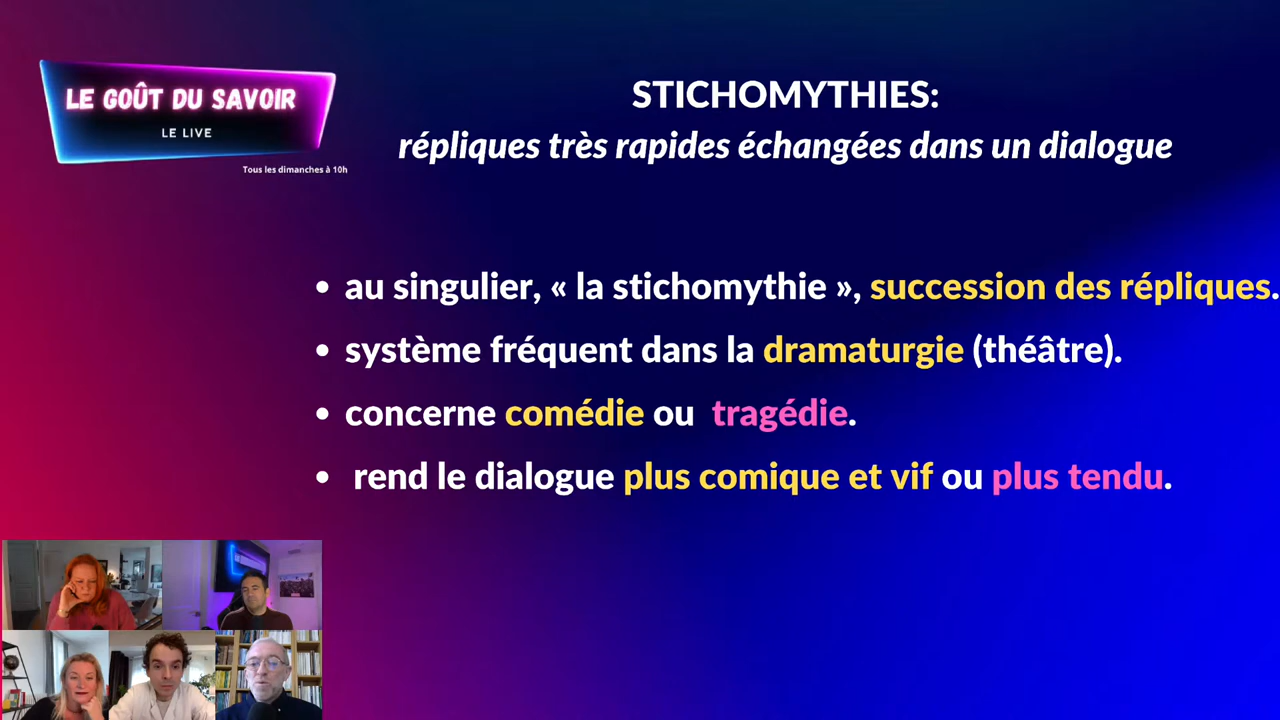 LE GOÛT DU SAVOIR
LE LIVE
Tous les dimanches à 10h
STICHOMYTHIES:
répliques très rapides échangées dans un dialogue
• au singulier, « la stichomythie », succession des répliques.
• système fréquent dans la dramaturgie (théâtre).
• concerne comédie ou tragédie.
• rend le dialogue plus comique et vif ou plus tendu.